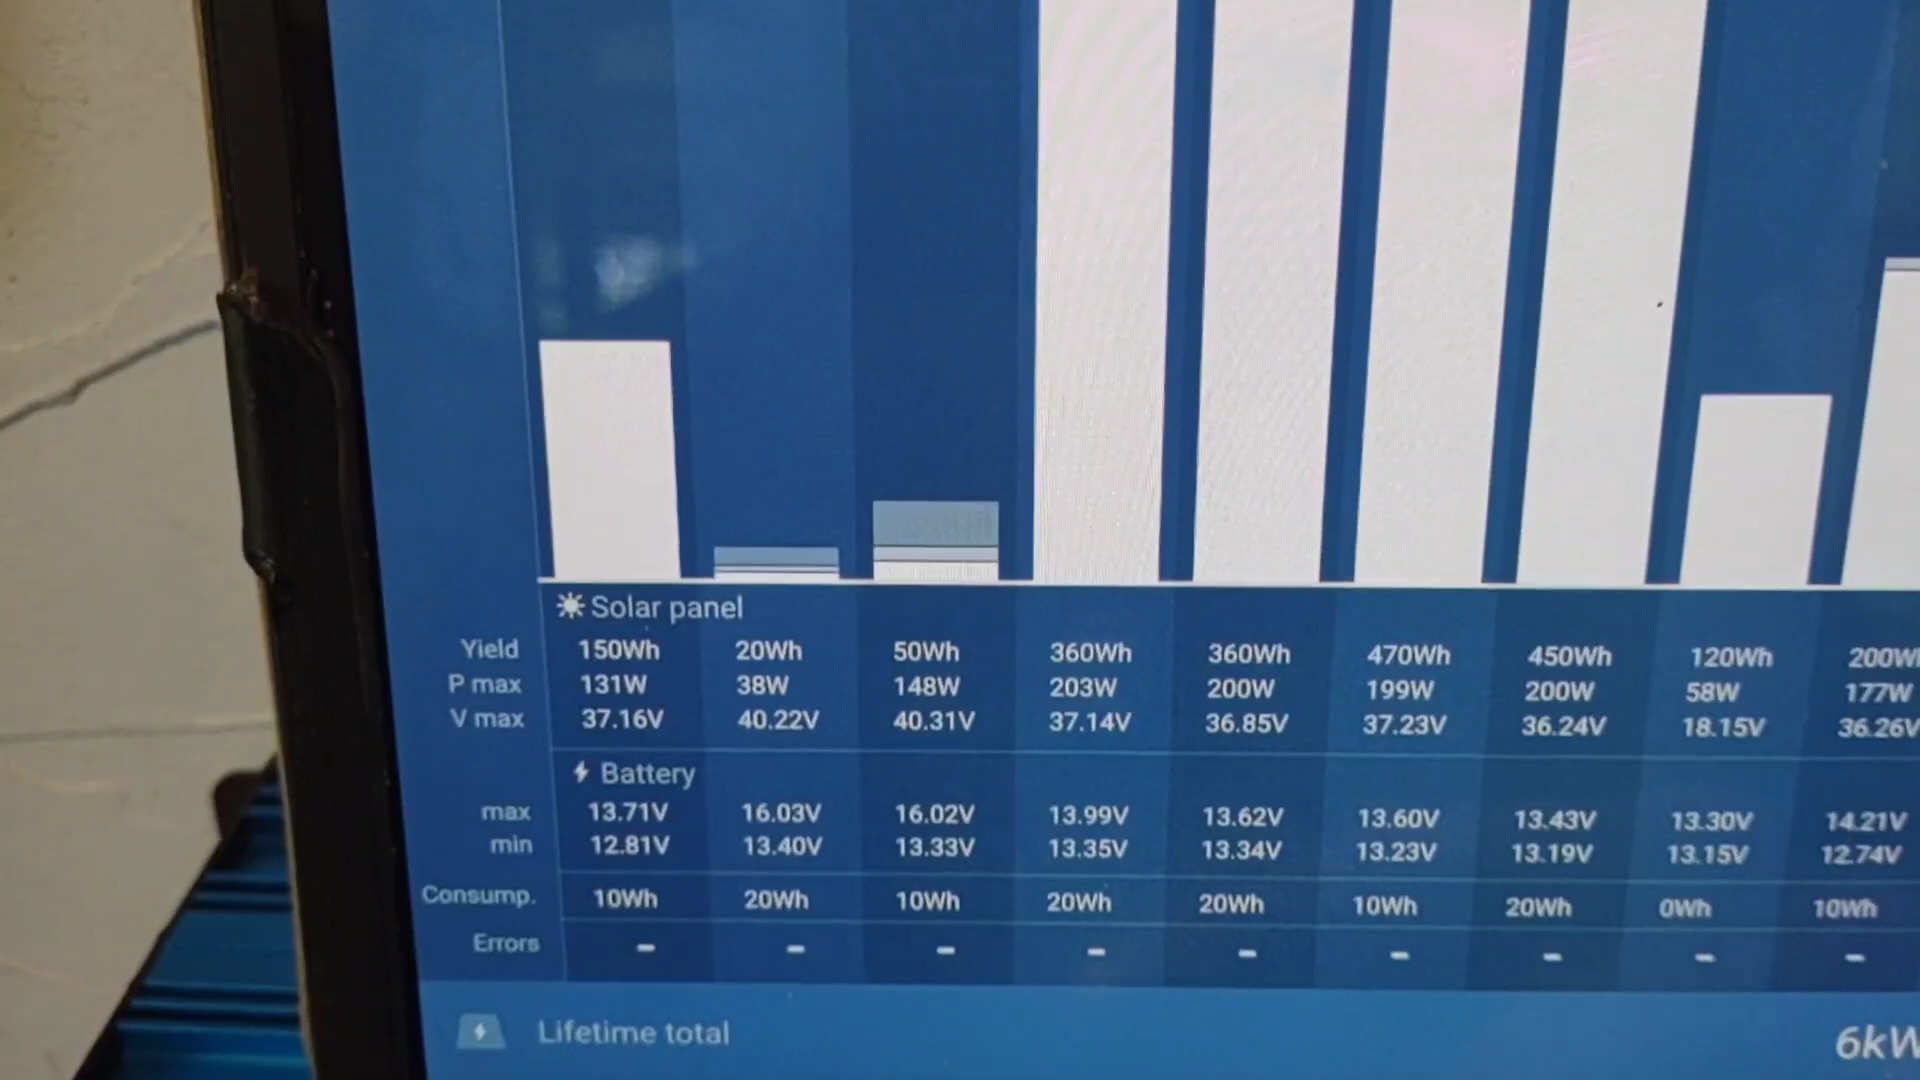 Solar panel
Yield 150Wh 20Wh 50Wh 360Wh 360Wh 470Wh 450Wh 120Wh 200W
P max 131W 38W 148W 203W 200W 199W 200W 58W 177W
V max 37.16V 40.22V 40.31V 37.14V 36.85V 37.23V 36.24V 18.15V 36.26V
Battery
max 13.71V 16.03V 16.02V 13.99V 13.62V 13.60V 13.43V 13.30V 14.21V
min 12.81V 13.40V 13.33V 13.35V 13.34V 13.23V 13.19V 13.15V 12.74V
Consump. 10Wh 20Wh 10Wh 20Wh 20Wh 10Wh 20Wh 0Wh 10Wh
Errors - - - - - - - - -
Lifetime total 6kW